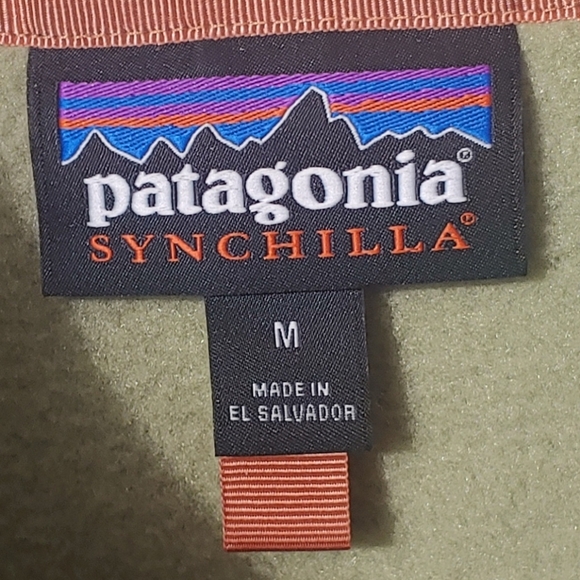 patagonia®
SYNCHILLA®
M
MADE IN
EL SALVADOR